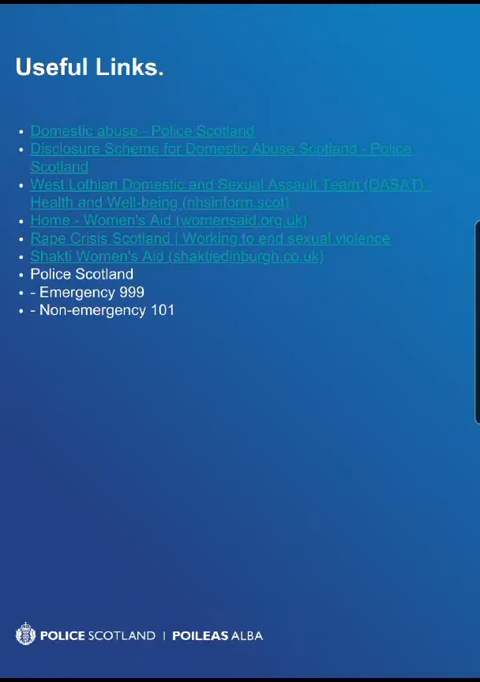 Useful Links.
• Domestic abuse - Police Scotland
• Disclosure Scheme for Domestic Abuse Scotland - Police
Scotland
• West Lothian Domestic and Sexual Assault Team (DASAT) -
Health and Well-being (nhsinform.scot)
• Home - Women's Aid (womensaid.org.uk)
• Rape Crisis Scotland | Working to end sexual violence
• Shakti Women's Aid (shaktiedinburgh.co.uk)
• Police Scotland
• - Emergency 999
• - Non-emergency 101
POLICE SCOTLAND | POILEAS ALBA